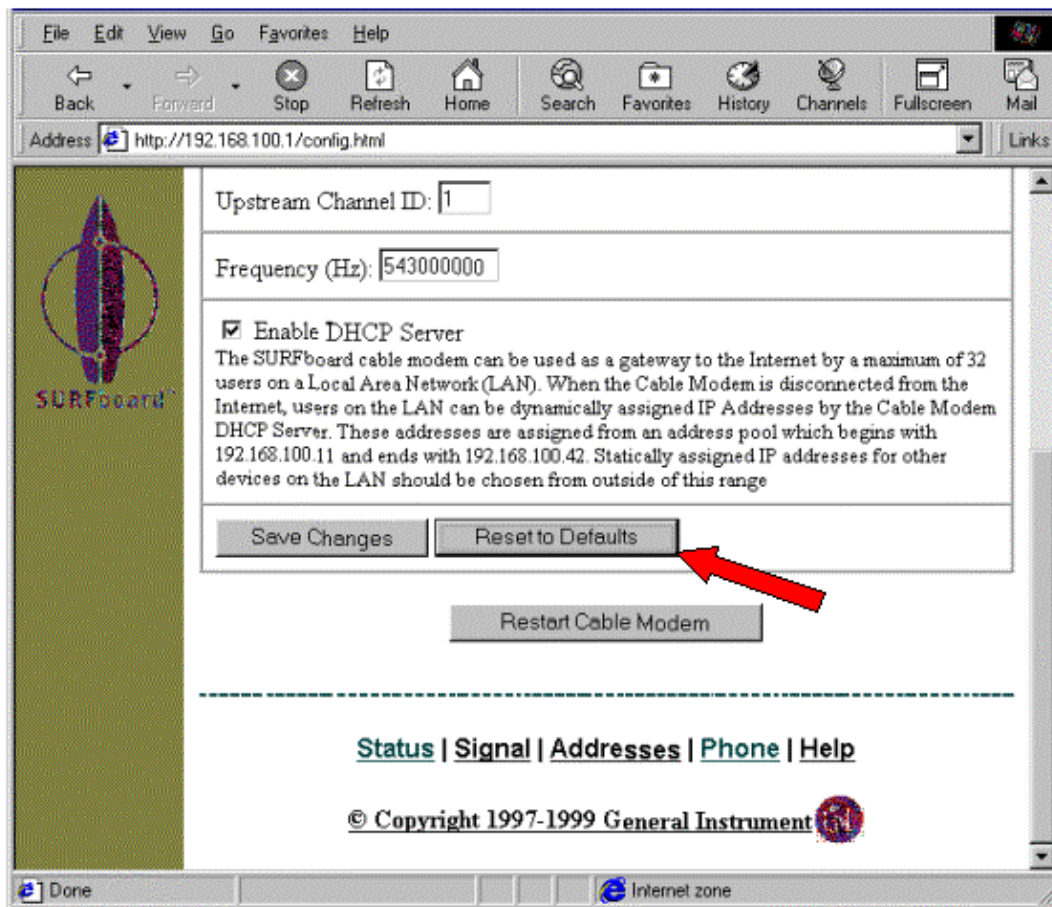 File Edit View Go Favorites Help
Back Forward Stop Refresh Home Search Favorites History Channels Fullscreen Mail
Address http://192.168.100.1/config.html Links
SURFboard™
Upstream Channel ID: 1
Frequency (Hz): 543000000
Enable DHCP Server
The SURFboard cable modem can be used as a gateway to the Internet by a maximum of 32
users on a Local Area Network (LAN). When the Cable Modem is disconnected from the
Internet, users on the LAN can be dynamically assigned IP Addresses by the Cable Modem
DHCP Server. These addresses are assigned from an address pool which begins with
192.168.100.11 and ends with 192.168.100.42. Statically assigned IP addresses for other
devices on the LAN should be chosen from outside of this range
Save Changes Reset to Defaults
Restart Cable Modem
Status | Signal | Addresses | Phone | Help
© Copyright 1997-1999 General Instrument
Done Internet zone